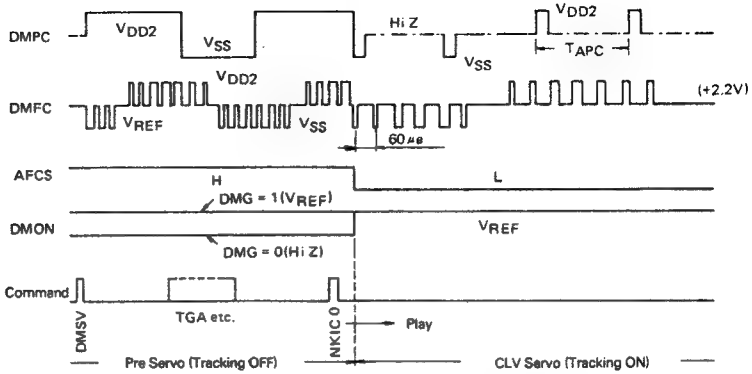 DMPC VDD2 VSS Hi Z VSS VDD2 TAPC
DMFC VREF VDD2 VSS 60 μs (+2.2V)
AFCS H L
DMG = 1 (VREF)
DMON VREF
DMG = 0 (Hi Z)
Command DMSV TGA etc. NKIC 0 Play
Pre Servo (Tracking OFF) CLV Servo (Tracking ON)